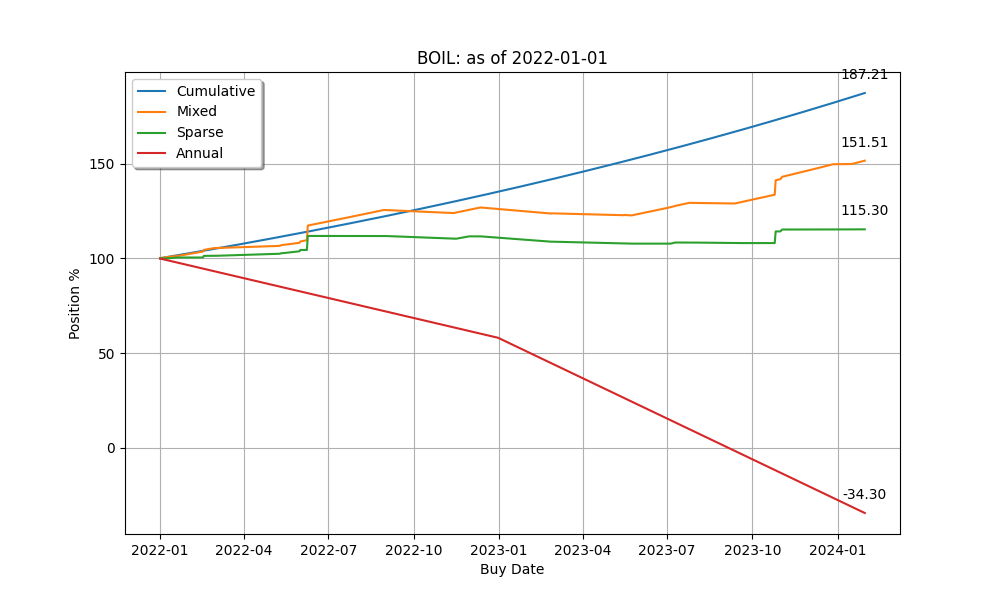 BOIL: as of 2022-01-01
Cumulative
Mixed
Sparse
Annual
187.21
151.51
115.30
-34.30
150
100
50
0
Position %
2022-01 2022-04 2022-07 2022-10 2023-01 2023-04 2023-07 2023-10 2024-01
Buy Date